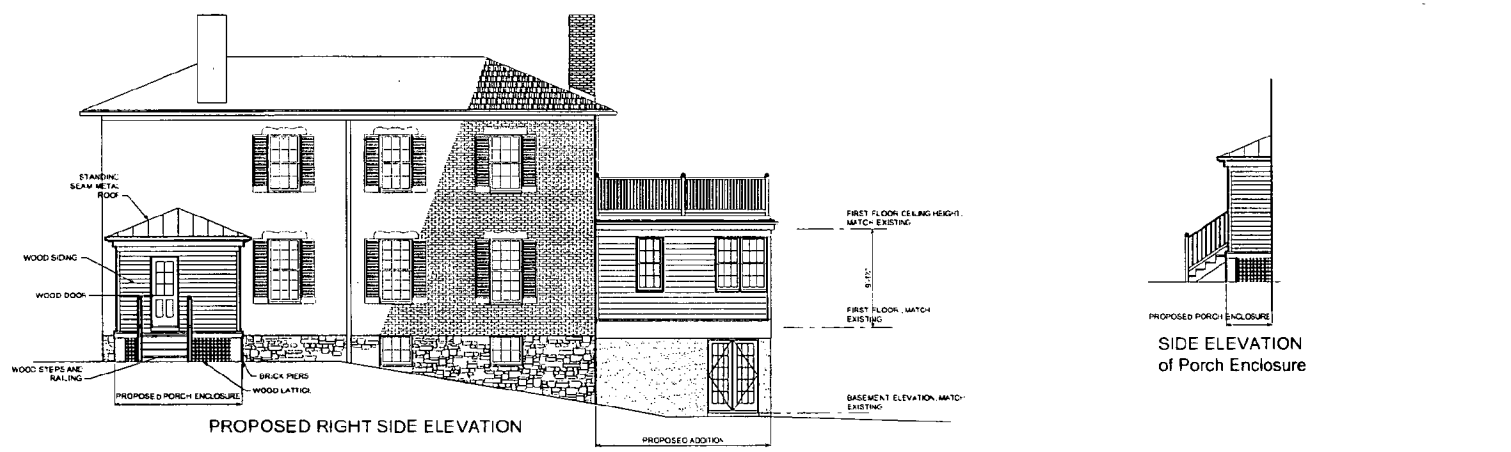 STANDING
SEAM METAL
ROOF
WOOD SIDING
WOOD DOOR
WOOD STEPS AND
RAILING
BRICK PIERS
WOOD LATTICE
PROPOSED PORCH ENCLOSURE
PROPOSED RIGHT SIDE ELEVATION
PROPOSED ADDITION
FIRST FLOOR CEILING HEIGHT,
MATCH EXISTING
FIRST FLOOR, MATCH
EXISTING
BASEMENT ELEVATION, MATCH
EXISTING
PROPOSED PORCH ENCLOSURE
SIDE ELEVATION
of Porch Enclosure